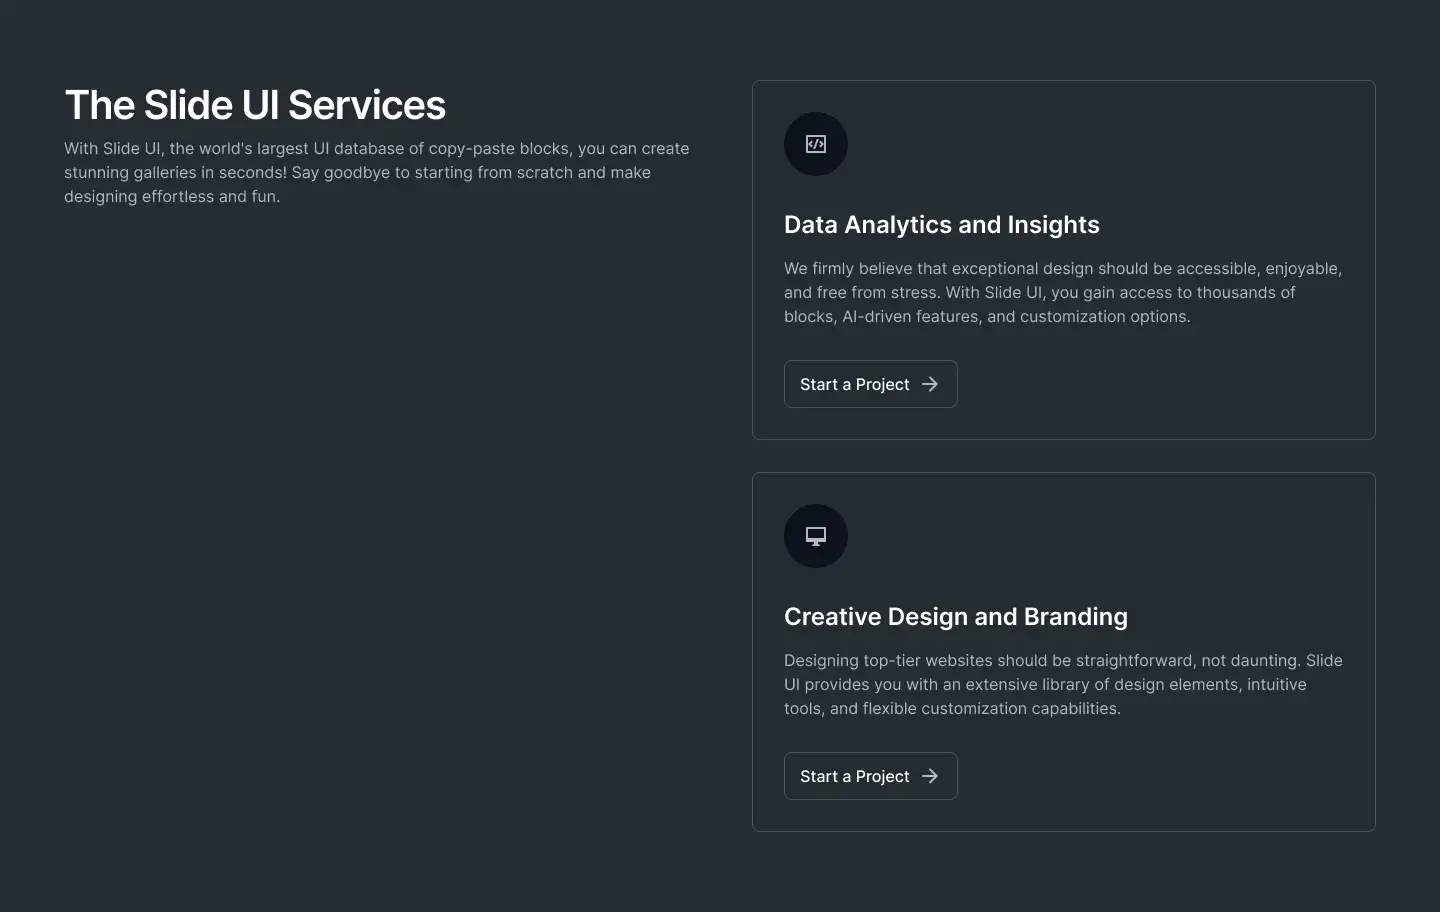 The Slide UI Services
With Slide UI, the world's largest UI database of copy-paste blocks, you can create
stunning galleries in seconds! Say goodbye to starting from scratch and make
designing effortless and fun.
Data Analytics and Insights
We firmly believe that exceptional design should be accessible, enjoyable,
and free from stress. With Slide UI, you gain access to thousands of
blocks, AI-driven features, and customization options.
Start a Project
Creative Design and Branding
Designing top-tier websites should be straightforward, not daunting. Slide
UI provides you with an extensive library of design elements, intuitive
tools, and flexible customization capabilities.
Start a Project